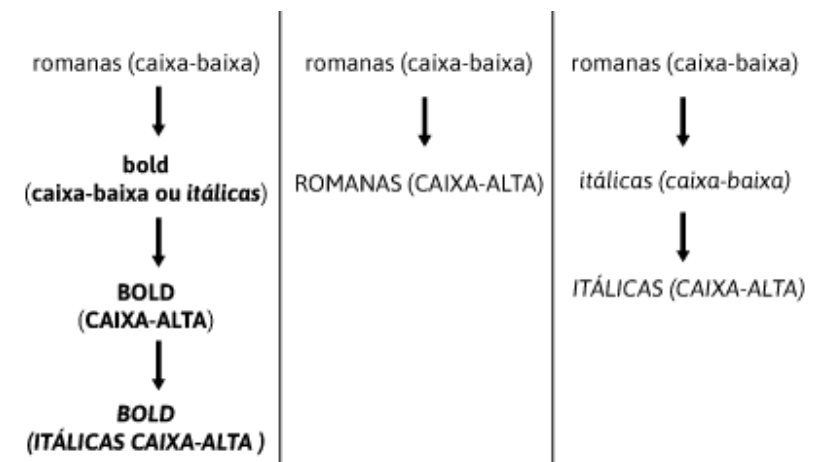 romanas (caixa-baixa)
bold
(caixa-baixa ou itálicas)
BOLD
(CAIXA-ALTA)
BOLD
(ITÁLICAS CAIXA-ALTA )
romanas (caixa-baixa)
ROMANAS (CAIXA-ALTA)
romanas (caixa-baixa)
itálicas (caixa-baixa)
ITÁLICAS (CAIXA-ALTA)